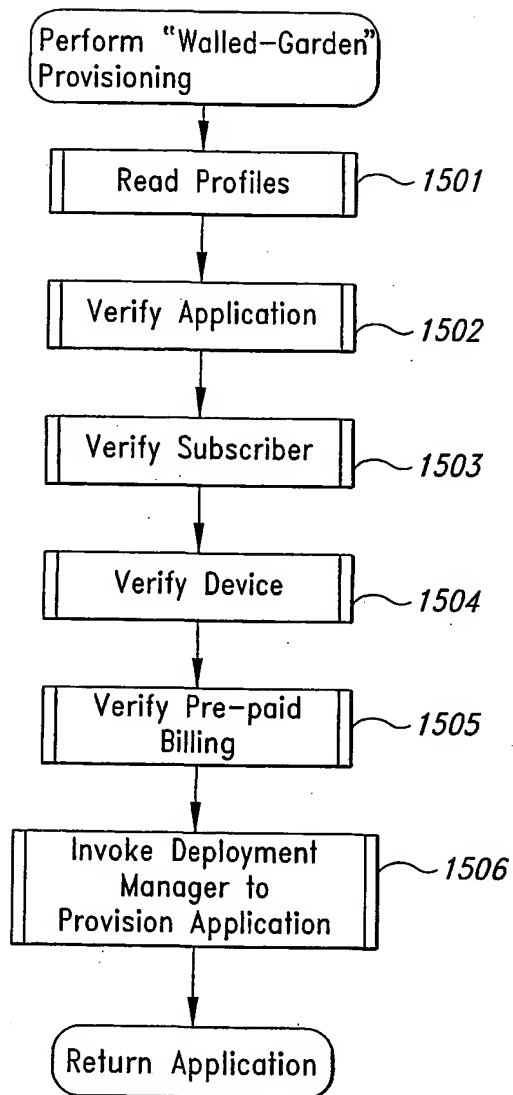 Perform “Walled-Garden”
Provisioning
Read Profiles
1501
Verify Application
1502
Verify Subscriber
1503
Verify Device
1504
Verify Pre-paid
Billing
1505
Invoke Deployment
Manager to
Provision Application
1506
Return Application